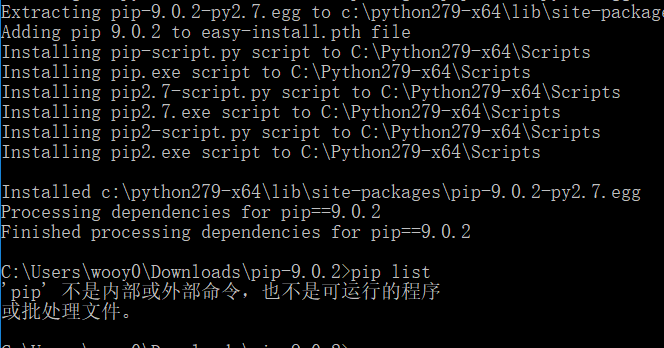 Extracting pip-9.0.2-py2.7.egg to c:\python279-x64\lib\site-package
Adding pip 9.0.2 to easy-install.pth file
Installing pip-script.py script to C:\Python279-x64\Scripts
Installing pip.exe script to C:\Python279-x64\Scripts
Installing pip2.7-script.py script to C:\Python279-x64\Scripts
Installing pip2.7.exe script to C:\Python279-x64\Scripts
Installing pip2-script.py script to C:\Python279-x64\Scripts
Installing pip2.exe script to C:\Python279-x64\Scripts
Installed c:\python279-x64\lib\site-packages\pip-9.0.2-py2.7.egg
Processing dependencies for pip==9.0.2
Finished processing dependencies for pip==9.0.2
C:\Users\wooy0\Downloads\pip-9.0.2>pip list
'pip' 不是内部或外部命令，也不是可运行的程序
或批处理文件。